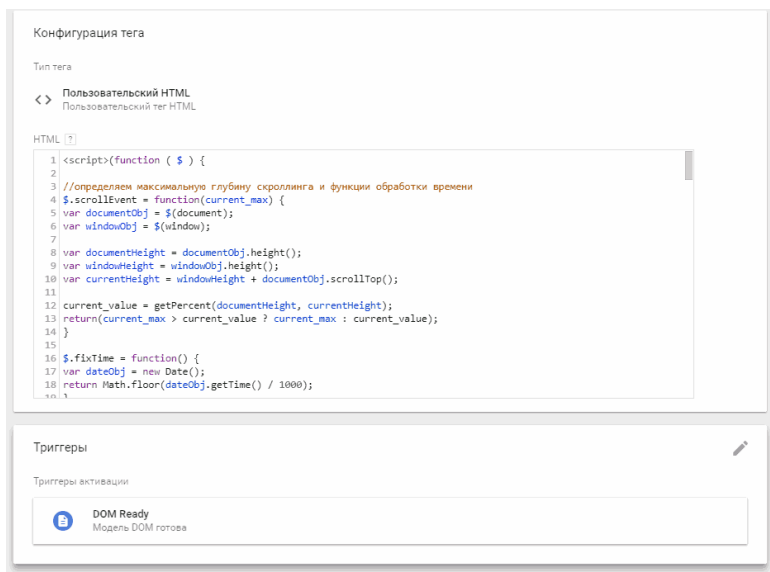 Конфигурация тега
Тип тега
Пользовательский HTML
Пользовательский тег HTML
HTML ?
1 <script>(function ( $ ) {
2
3 //определяем максимальную глубину скроллинга и функции обработки времени
4 $.scrollEvent = function(current_max) {
5 var documentObj = $(document);
6 var windowObj = $(window);
7
8 var documentHeight = documentObj.height();
9 var windowHeight = windowObj.height();
10 var currentHeight = windowHeight + documentObj.scrollTop();
11
12 current_value = getPercent(documentHeight, currentHeight);
13 return(current_max > current_value ? current_max : current_value);
14 }
15
16 $.fixTime = function() {
17 var dateObj = new Date();
18 return Math.floor(dateObj.getTime() / 1000);
19 }
Триггеры
Триггеры активации
DOM Ready
Модель DOM готова